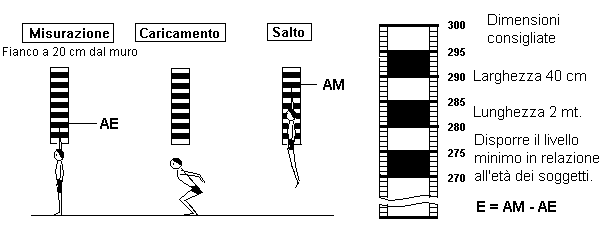 Misurazione
Caricamento
Salto
Fianco a 20 cm dal muro
AE
AM
300
295
290
285
280
275
270
Dimensioni
consigliate
Larghezza 40 cm
Lunghezza 2 mt.
Disporre il livello
minimo in relazione
all'età dei soggetti.
E = AM - AE